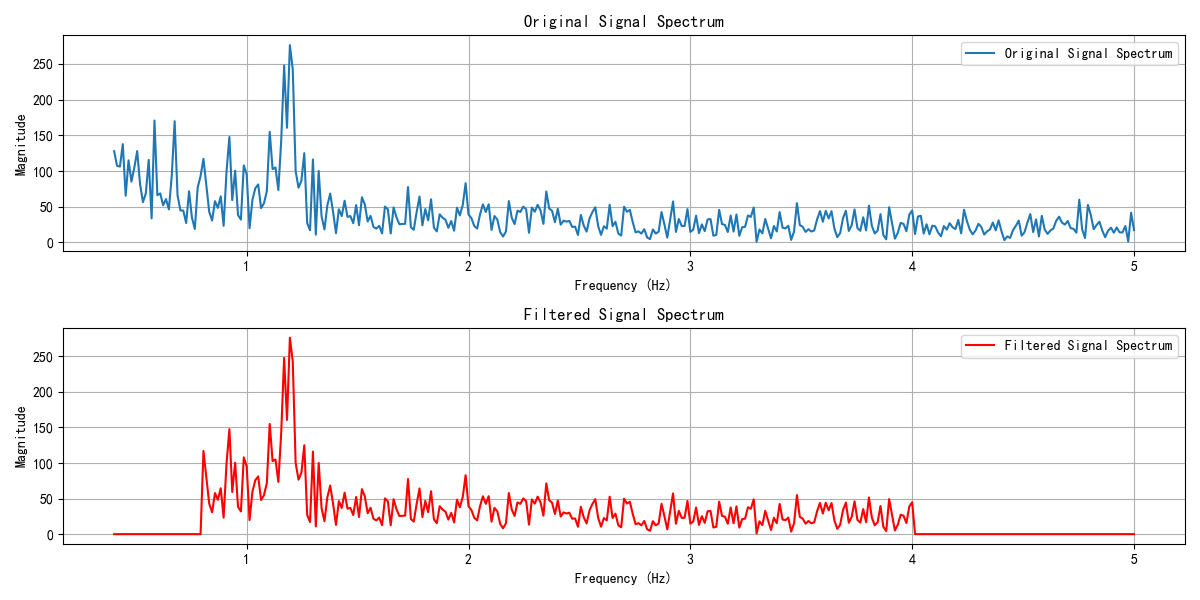 Original Signal Spectrum
Original Signal Spectrum
Magnitude
250
200
150
100
50
0
1
2
3
4
5
Frequency (Hz)
Filtered Signal Spectrum
Filtered Signal Spectrum
Magnitude
250
200
150
100
50
0
1
2
3
4
5
Frequency (Hz)